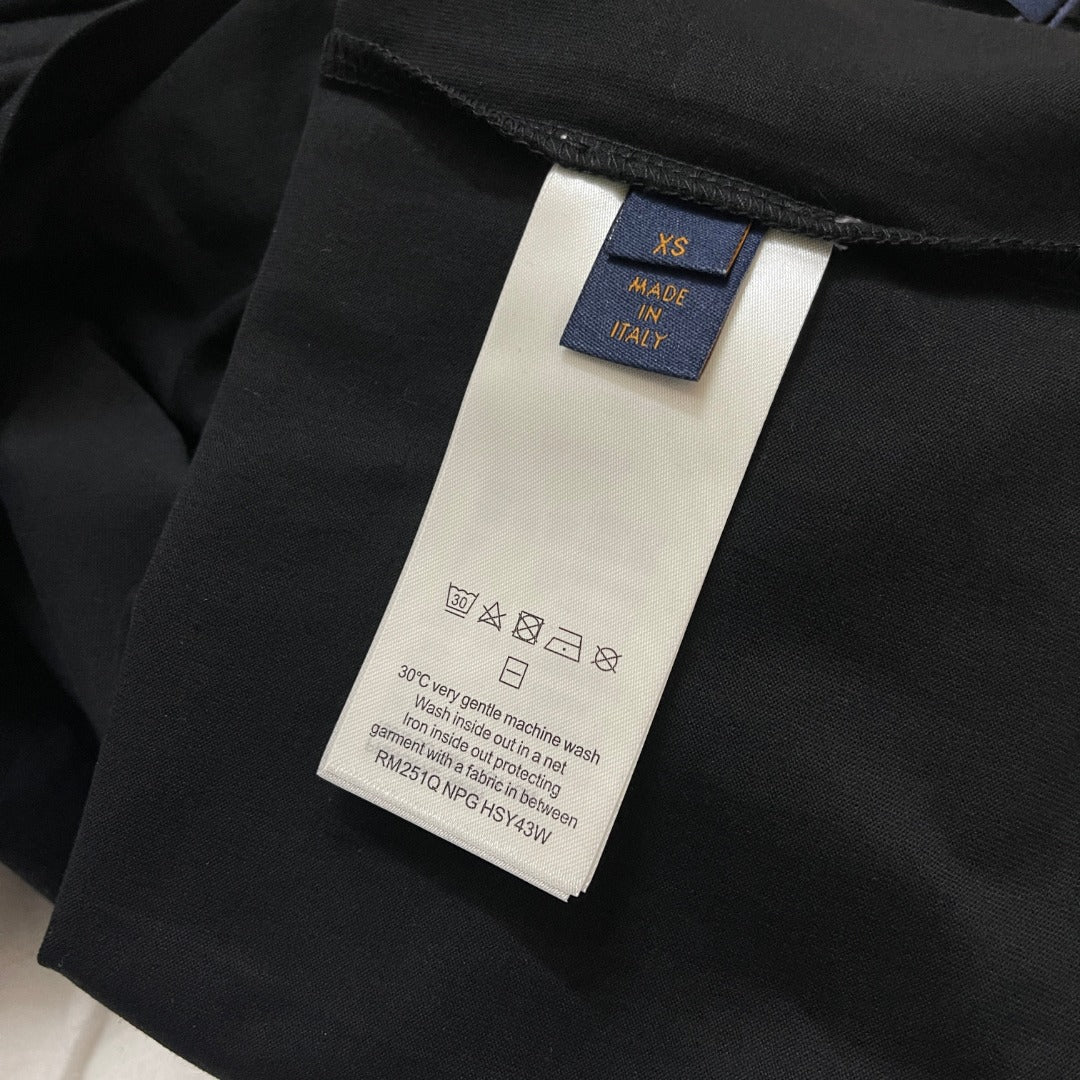 XS
MADE
IN
ITALY
30
30°C very gentle machine wash
Wash inside out in a net
Iron inside out protecting
garment with a fabric in between
RM251Q NPG HSY43W